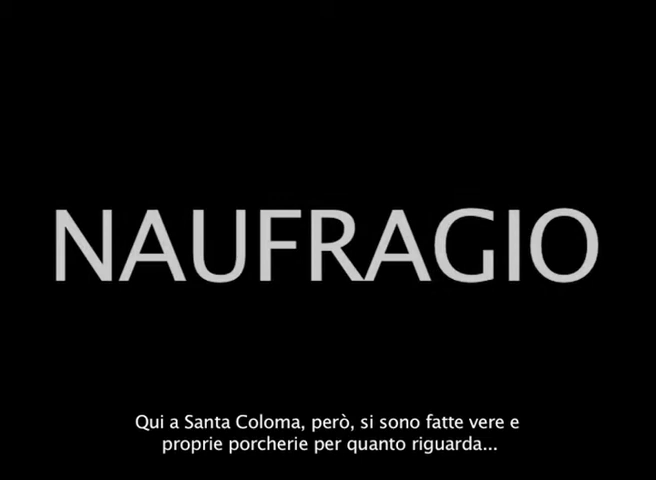 NAUFRAGIO
Qui a Santa Coloma, però, si sono fatte vere e
proprie porcherie per quanto riguarda...